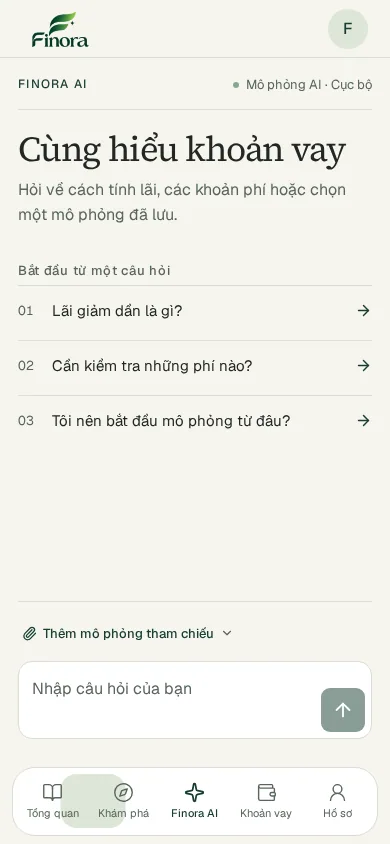 Finora
F
FINORA AI
Mô phỏng AI · Cục bộ
Cùng hiểu khoản vay
Hỏi về cách tính lãi, các khoản phí hoặc chọn
một mô phỏng đã lưu.
Bắt đầu từ một câu hỏi
01 Lãi giảm dần là gì?
02 Cần kiểm tra những phí nào?
03 Tôi nên bắt đầu mô phỏng từ đâu?
Thêm mô phỏng tham chiếu
Nhập câu hỏi của bạn
Tổng quan Khám phá Finora AI Khoản vay Hồ sơ